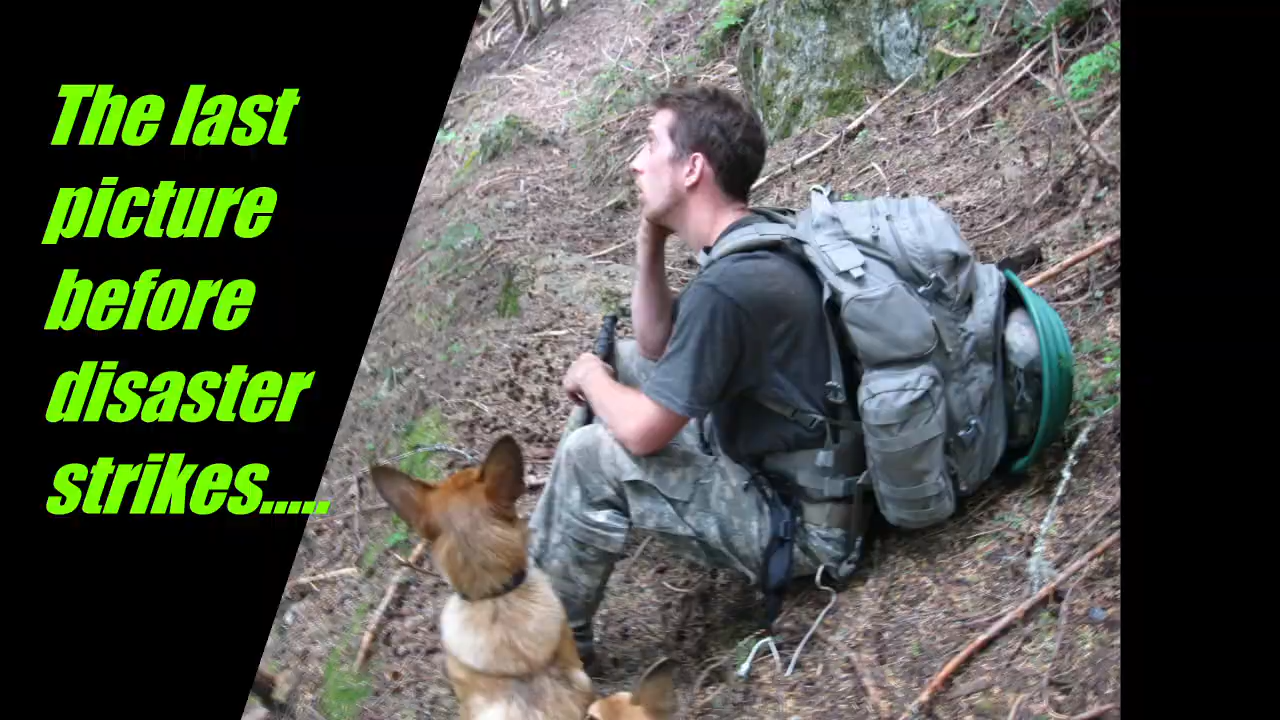 The last
picture
before
disaster
strikes.....